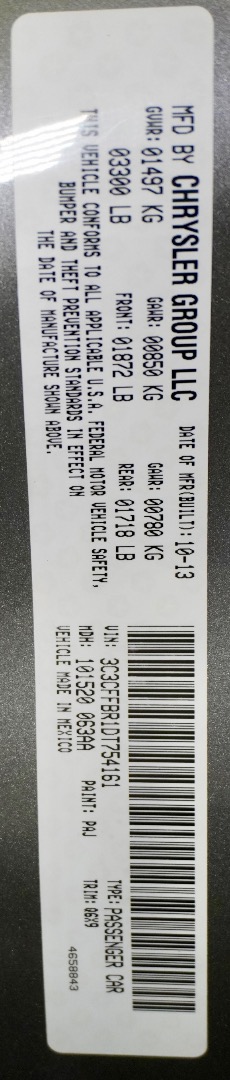 MFD BY CHRYSLER GROUP LLC DATE OF MFR(BUILT): 10-13
GVWR: 01497 KG GAWR: 00850 KG GAWR: 00780 KG
03300 LB FRONT: 01872 LB REAR: 01718 LB
THIS VEHICLE CONFORMS TO ALL APPLICABLE U.S.A. FEDERAL MOTOR VEHICLE SAFETY,
BUMPER AND THEFT PREVENTION STANDARDS IN EFFECT ON
THE DATE OF MANUFACTURE SHOWN ABOVE.
VIN: 3C3CFFBR1DT754161 TYPE: PASSENGER CAR
MDH: 101520 063AA PAINT: PAJ TRIM: Q6X9
VEHICLE MADE IN MEXICO 4658843